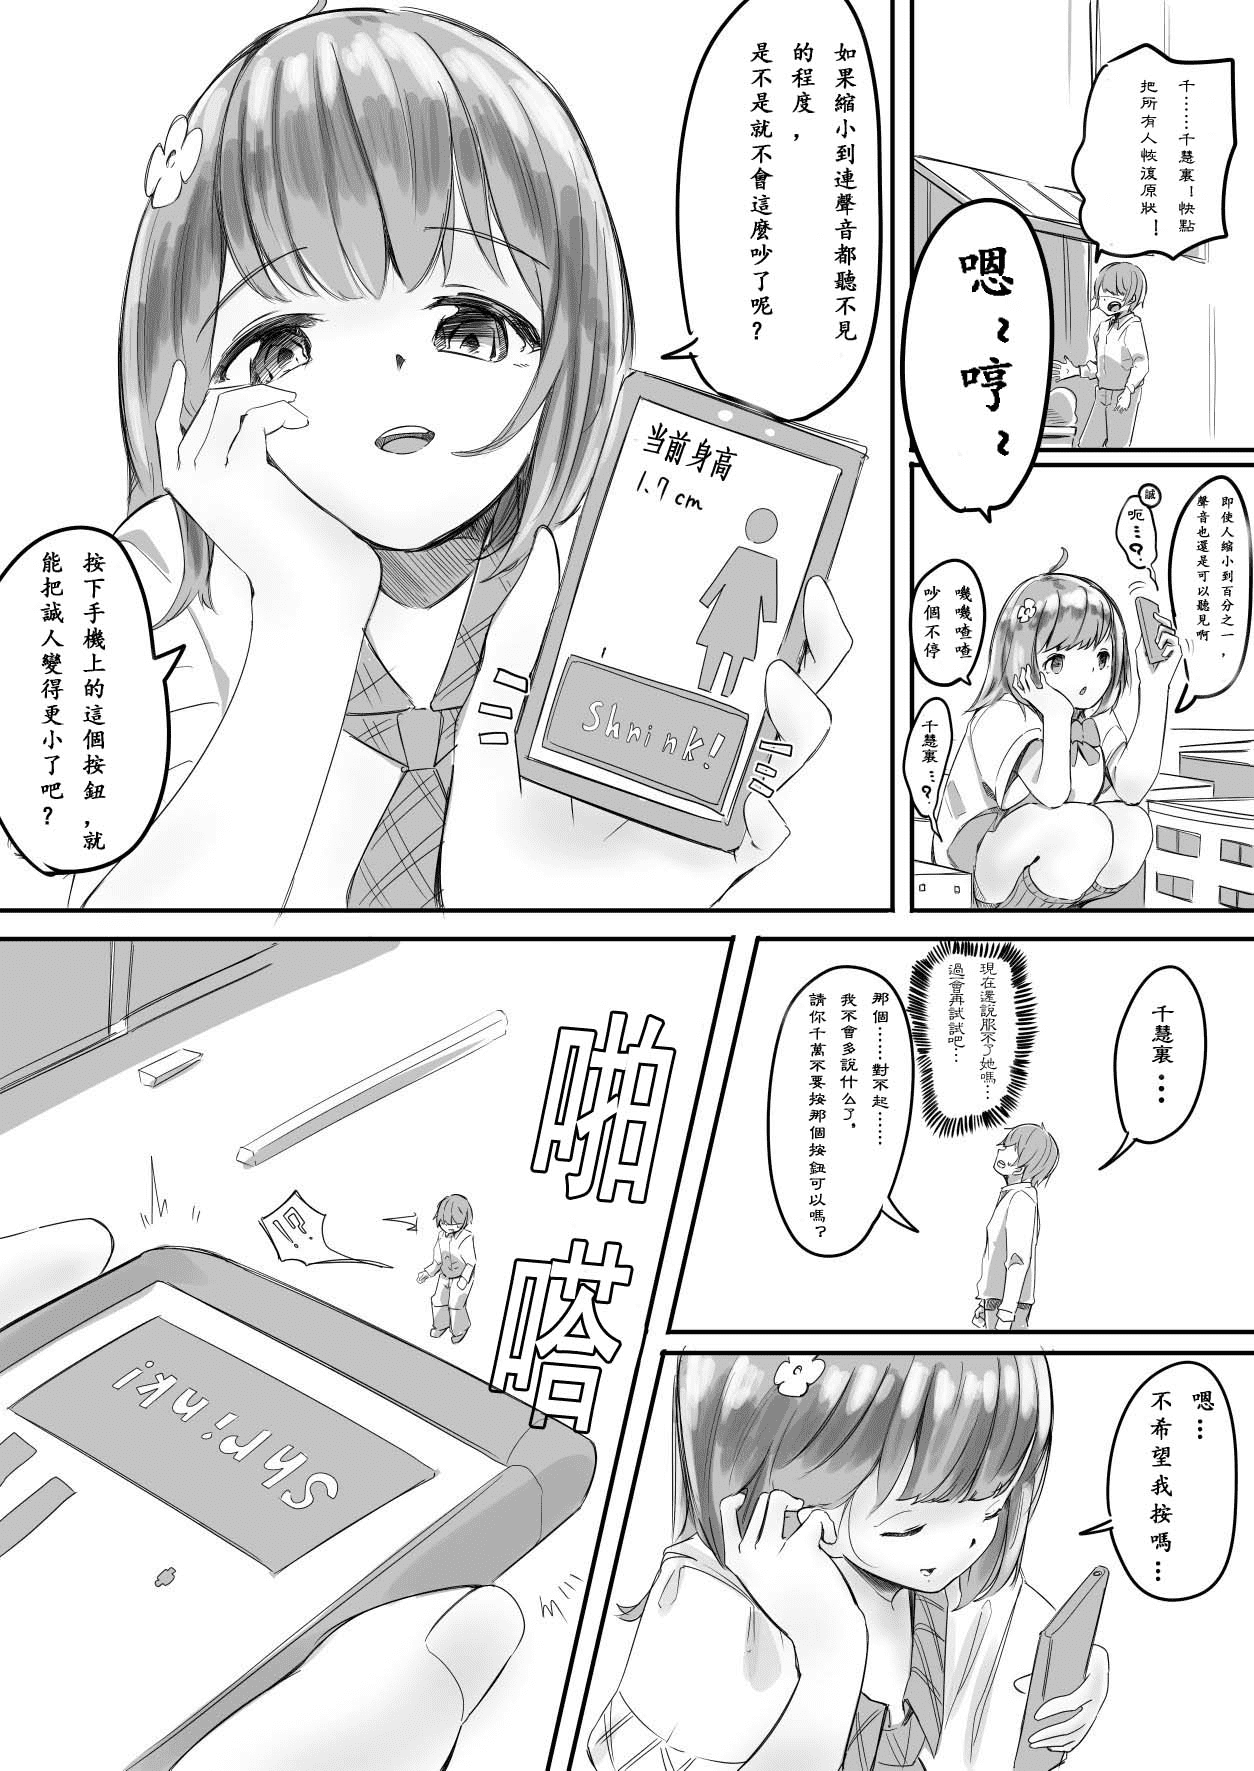 千……千慧裏！快點
把所有人恢復原狀！
嗯~哼~
即使人縮小到百分之一，
聲音也還是可以聽見啊
誠
呃…？
嘰嘰喳喳
吵個不停
千慧裏…？
如果縮小到連聲音都聽不見
的程度，
是不是就不會這麼吵了呢？
当前身高
1.7cm
Shrink!
按下手機上的這個按鈕,就
能把誠人變得更小了吧？
千慧裏…
現在還說服不了她嗎…
過會再試試吧…
那個……對不起……
我不會多說什么了,
請你千萬不要按那個按鈕可以嗎？
嗯…
不希望我按嗎…
啪
嗒
!?
Shrink!